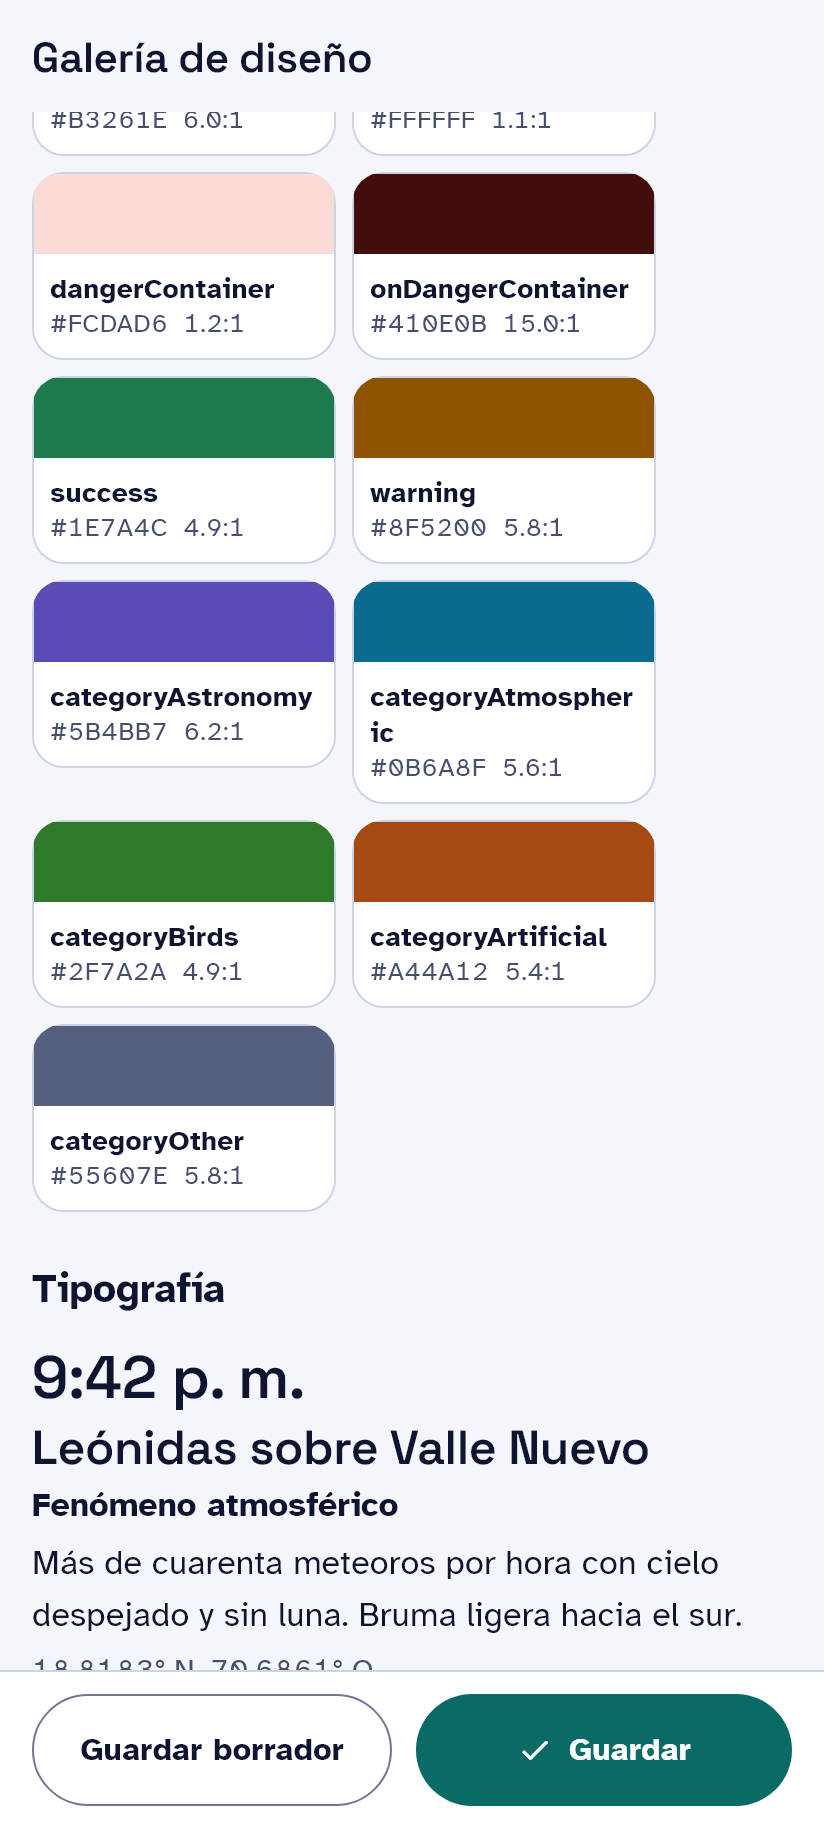 Galería de diseño
#B3261E 6.0:1
#FFFFFF 1.1:1
dangerContainer
#FCDAD6 1.2:1
onDangerContainer
#410E0B 15.0:1
success
#1E7A4C 4.9:1
warning
#8F5200 5.8:1
categoryAstronomy
#5B4BB7 6.2:1
categoryAtmospher
ic
#0B6A8F 5.6:1
categoryBirds
#2F7A2A 4.9:1
categoryArtificial
#A44A12 5.4:1
categoryOther
#55607E 5.8:1
Tipografía
9:42 p. m.
Leónidas sobre Valle Nuevo
Fenómeno atmosférico
Más de cuarenta meteoros por hora con cielo
despejado y sin luna. Bruma ligera hacia el sur.
18.8183° N, 70.6861° O
Guardar borrador
Guardar